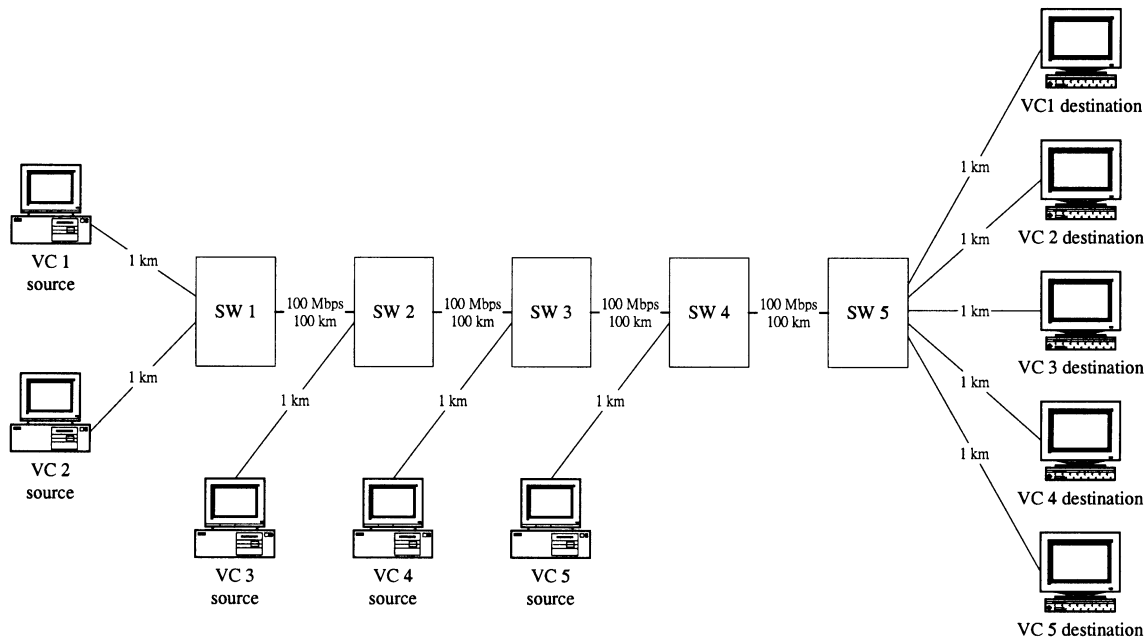 VC1 destination
1 km
VC 2 destination
1 km
VC 1
source
1 km
SW 1
100 Mbps
100 km
SW 2
100 Mbps
100 km
SW 3
100 Mbps
100 km
SW 4
100 Mbps
100 km
SW 5
1 km
VC 3 destination
1 km
VC 2
source
1 km
1 km
1 km
1 km
VC 4 destination
1 km
VC 3
source
VC 4
source
VC 5
source
VC 5 destination